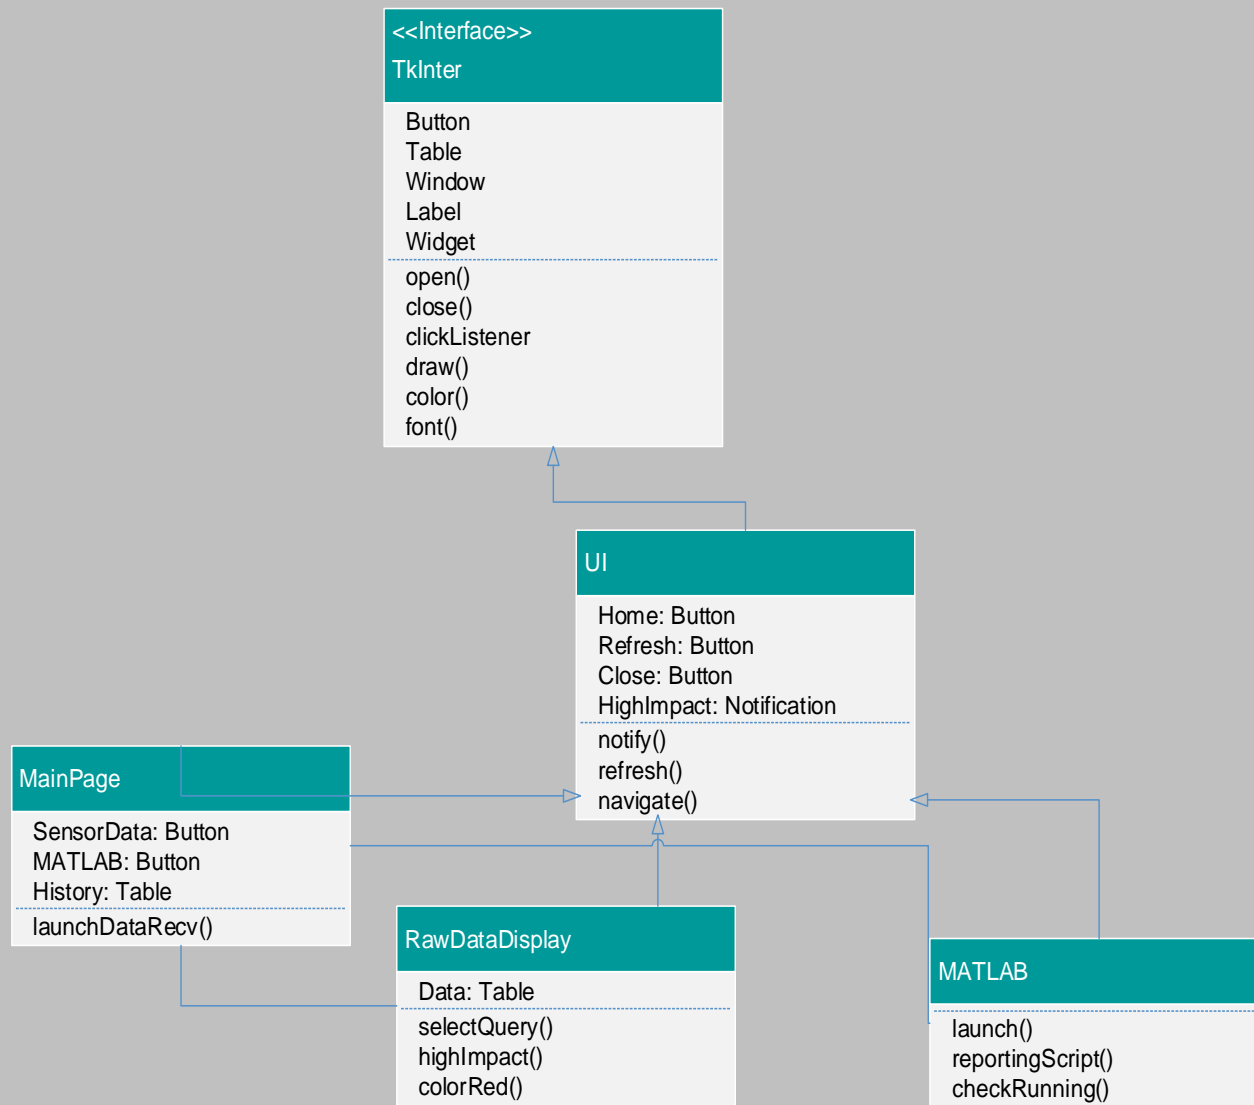 <<Interface>>
TkInter
Button
Table
Window
Label
Widget
open()
close()
clickListener
draw()
color()
font()
UI
Home: Button
Refresh: Button
Close: Button
HighImpact: Notification
notify()
refresh()
navigate()
MainPage
SensorData: Button
MATLAB: Button
History: Table
launchDataRecv()
RawDataDisplay
Data: Table
selectQuery()
highImpact()
colorRed()
MATLAB
launch()
reportingScript()
checkRunning()